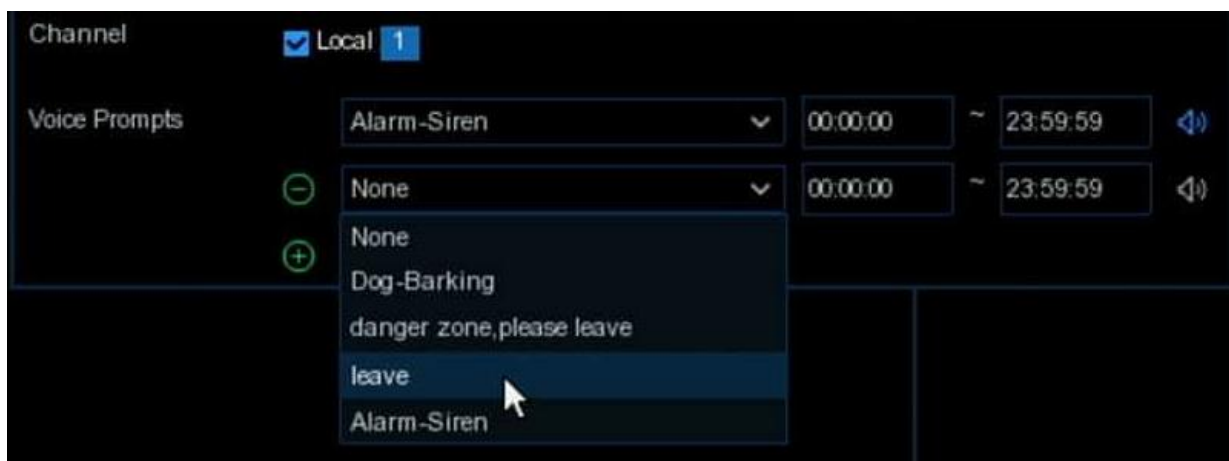 Channel Local 1
Voice Prompts Alarm-Siren 00:00:00 ~ 23:59:59
None 00:00:00 ~ 23:59:59
None
Dog-Barking
danger zone,please leave
leave
Alarm-Siren